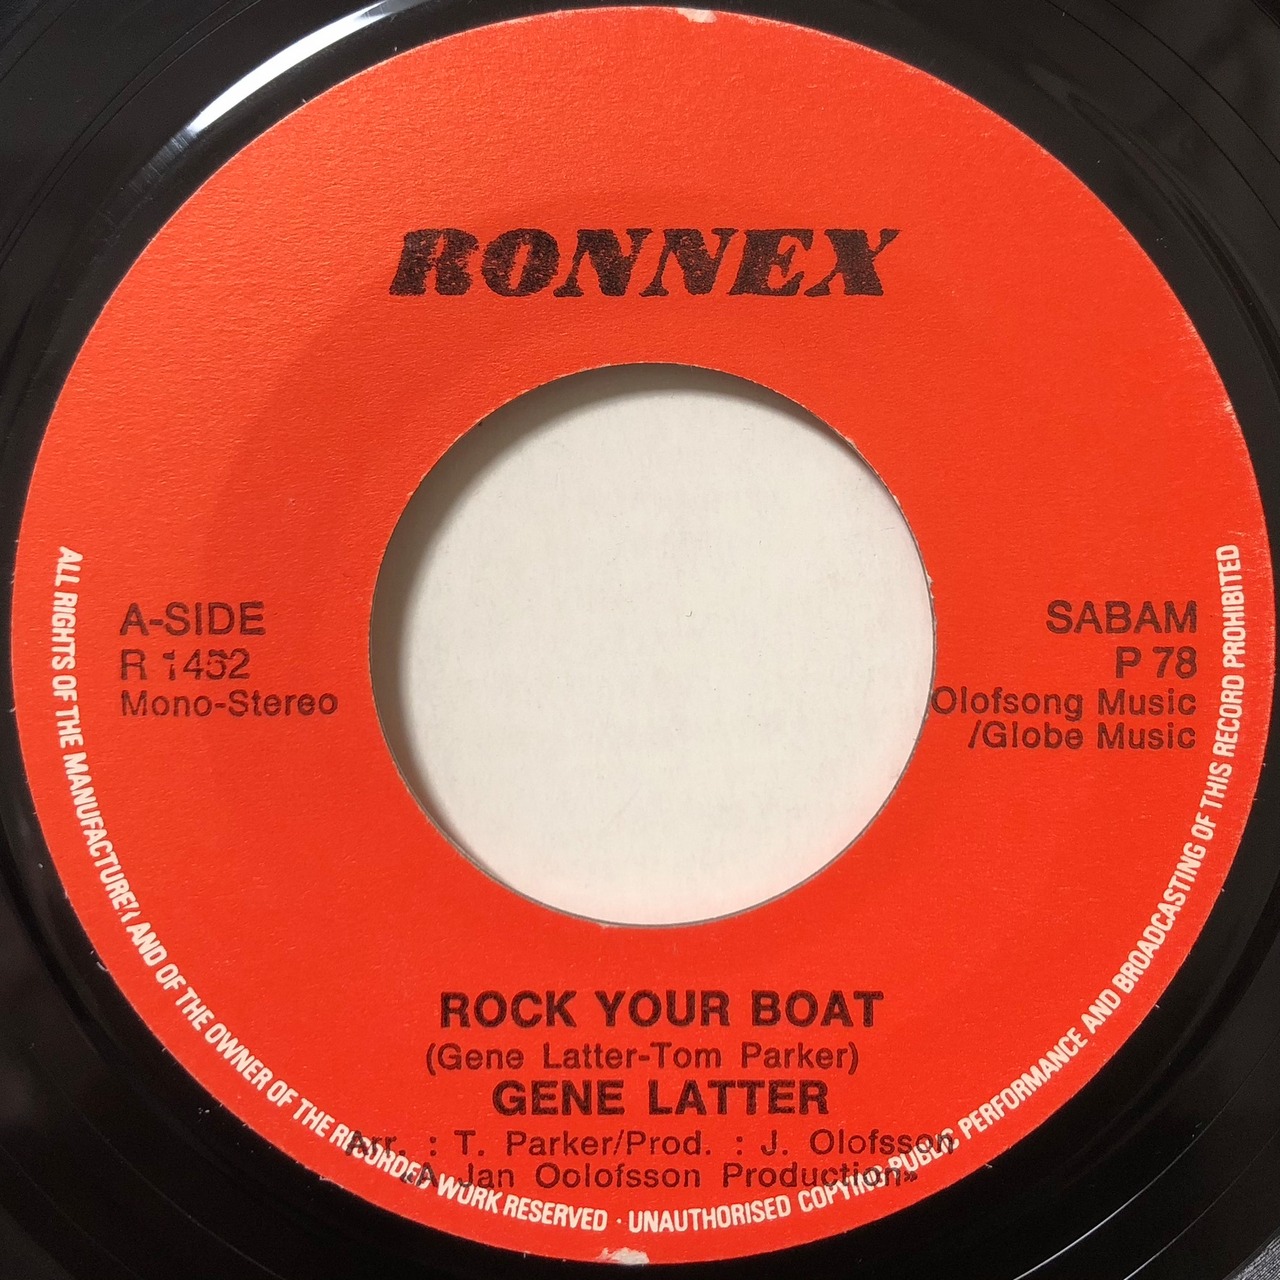 RONNEX
A-SIDE
R 1452
Mono-Stereo
SABAM
P 78
Olofsong Music
/Globe Music
ROCK YOUR BOAT
(Gene Latter-Tom Parker)
GENE LATTER
Arr. : T. Parker/Prod. : J. Olofsson
«A Jan Oolofsson Production»
ALL RIGHTS OF THE MANUFACTURER AND OF THE OWNER OF THE RECORDED WORK RESERVED · UNAUTHORISED COPYING PUBLIC PERFORMANCE AND BROADCASTING OF THIS RECORD PROHIBITED